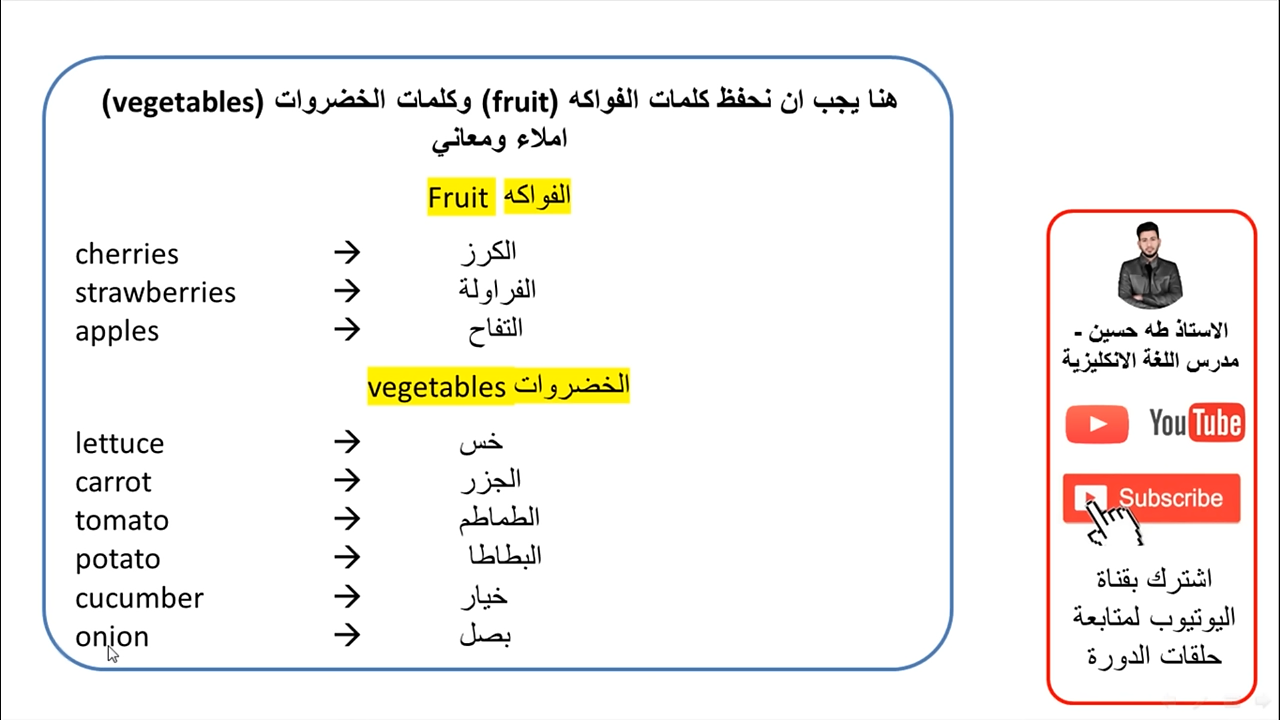 هنا يجب ان نحفظ كلمات الفواكه (fruit) وكلمات الخضروات (vegetables)
املاء ومعاني
الفواكه Fruit
cherries → الكرز
strawberries → الفراولة
apples → التفاح
الخضروات vegetables
lettuce → خس
carrot → الجزر
tomato → الطماطم
potato → البطاطا
cucumber → خيار
onion → بصل
الاستاذ طه حسين -
مدرس اللغة الانكليزية
YouTube
Subscribe
اشترك بقناة
اليوتيوب لمتابعة
حلقات الدورة